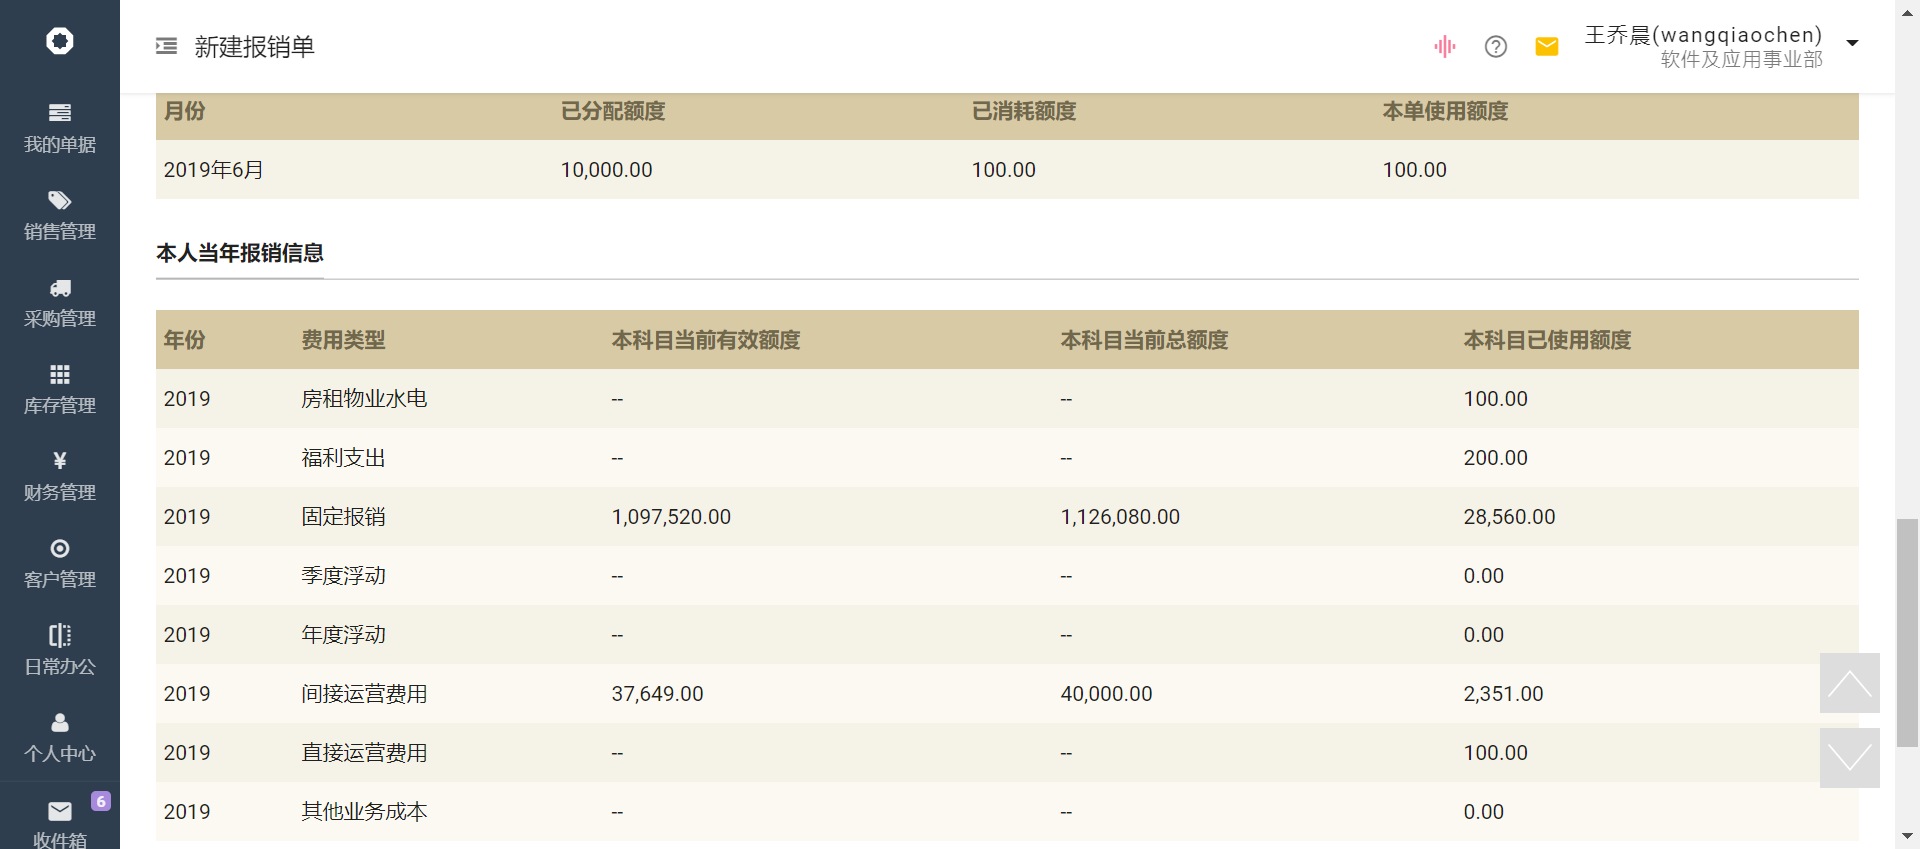 新建报销单
王乔晨(wangqiaochen)
软件及应用事业部
我的单据
销售管理
采购管理
库存管理
¥
财务管理
客户管理
日常办公
个人中心
6
收件箱
月份 已分配额度 已消耗额度 本单使用额度
2019年6月 10,000.00 100.00 100.00
本人当年报销信息
年份 费用类型 本科目当前有效额度 本科目当前总额度 本科目已使用额度
2019 房租物业水电 -- -- 100.00
2019 福利支出 -- -- 200.00
2019 固定报销 1,097,520.00 1,126,080.00 28,560.00
2019 季度浮动 -- -- 0.00
2019 年度浮动 -- -- 0.00
2019 间接运营费用 37,649.00 40,000.00 2,351.00
2019 直接运营费用 -- -- 100.00
2019 其他业务成本 -- -- 0.00